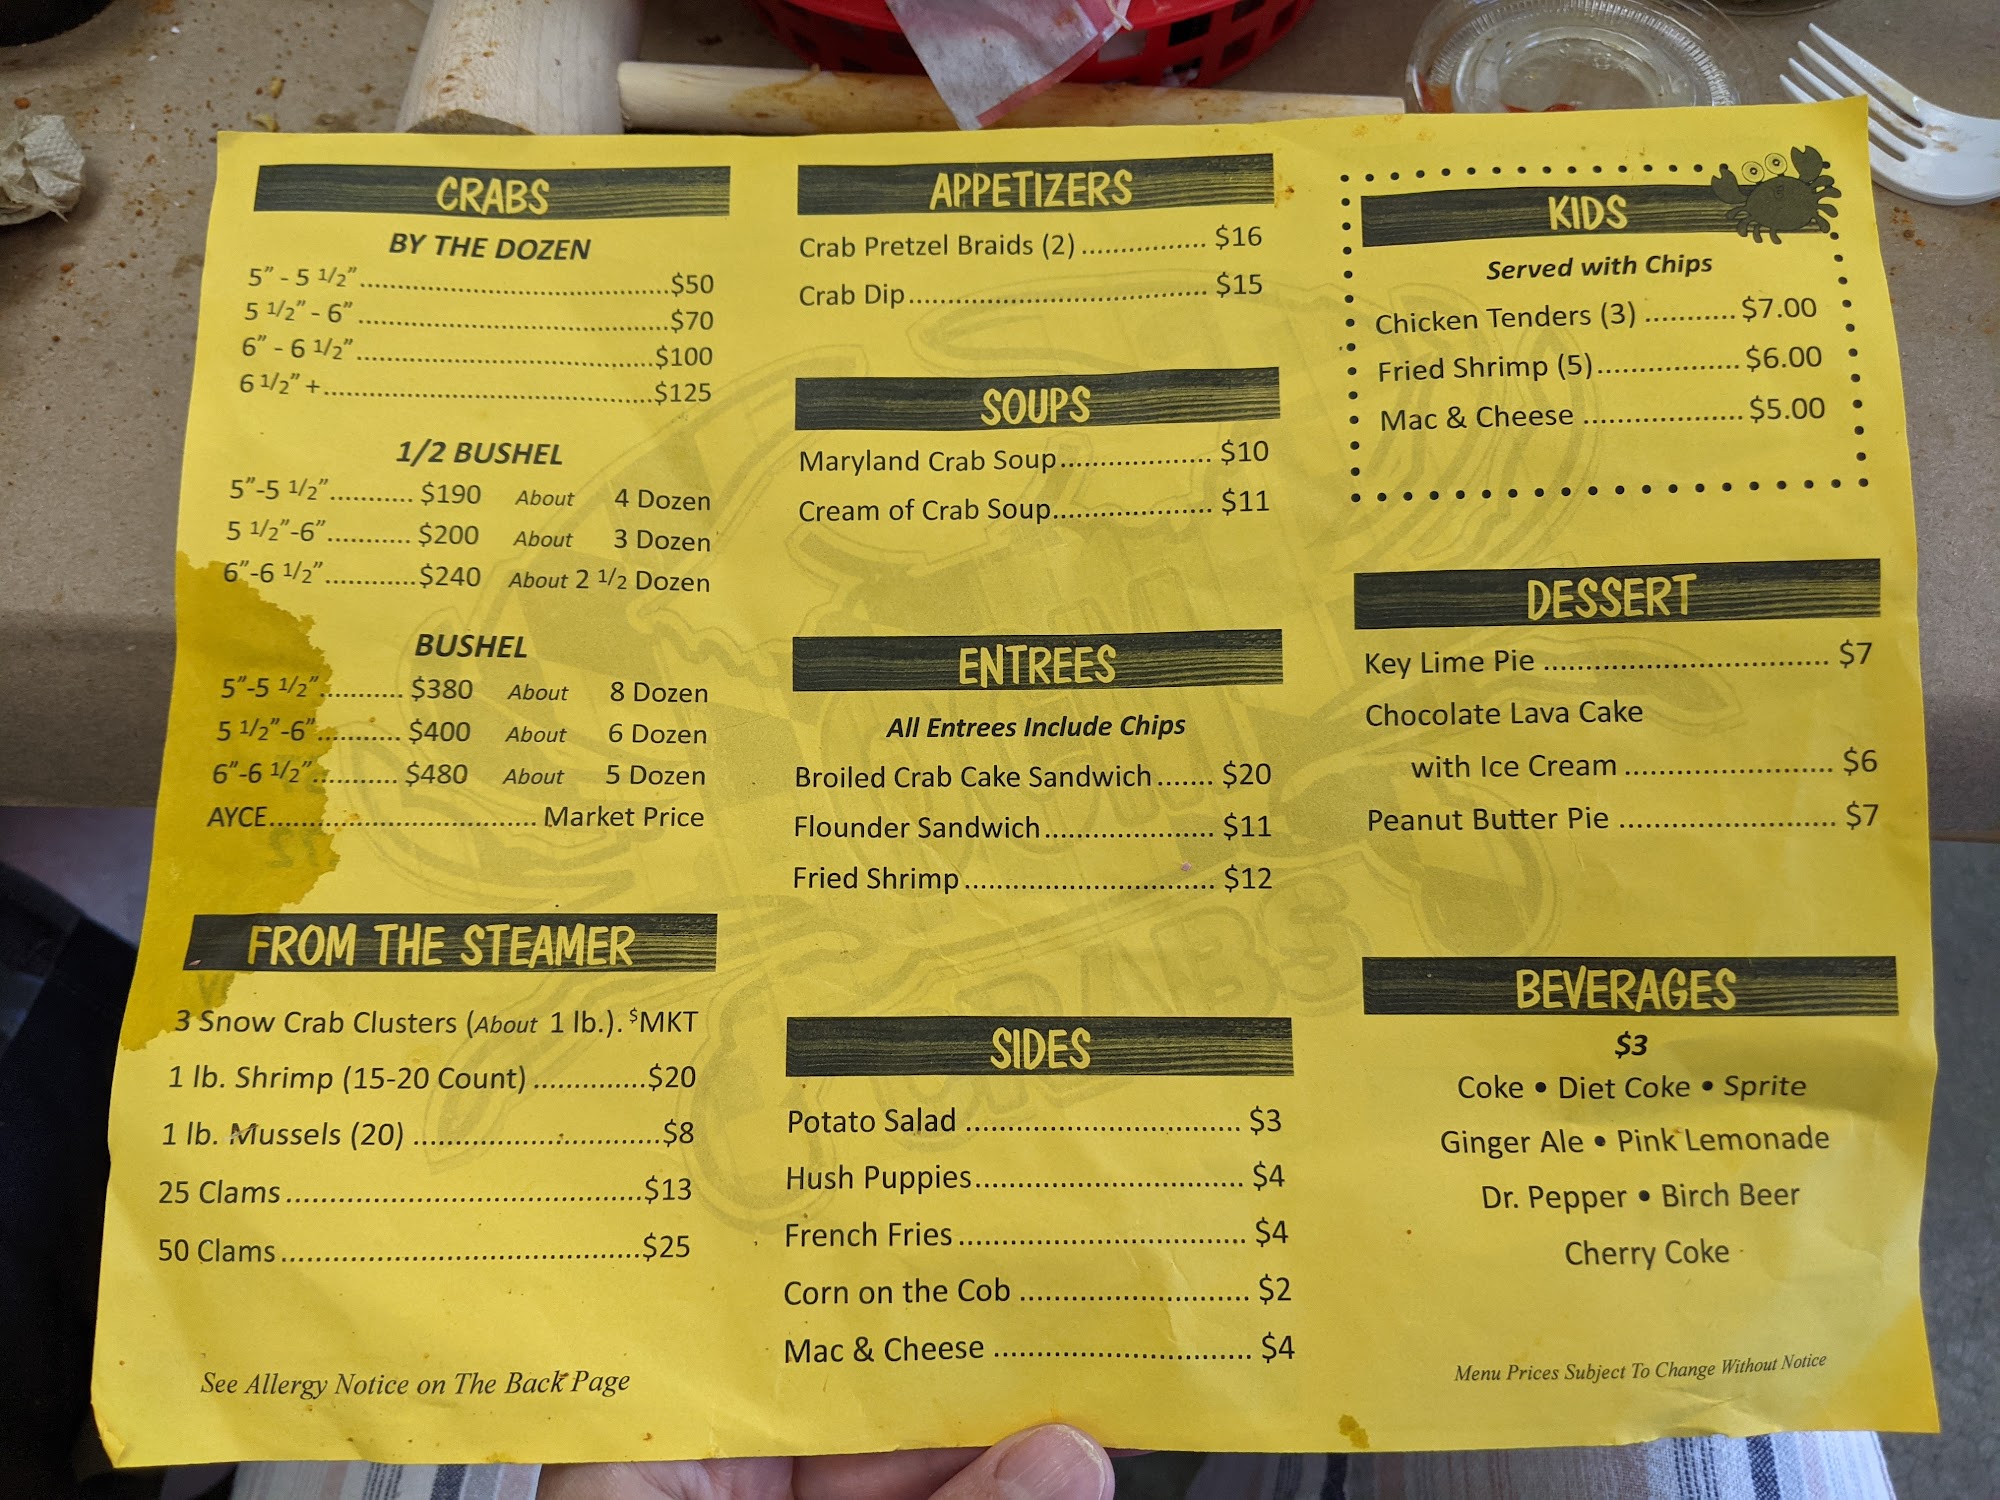 CRABS
BY THE DOZEN
5" - 5 1/2" $50
5 1/2" - 6" $70
6" - 6 1/2" $100
6 1/2" + $125
1/2 BUSHEL
5"-5 1/2" $190 About 4 Dozen
5 1/2"-6" $200 About 3 Dozen
6"-6 1/2" $240 About 2 1/2 Dozen
BUSHEL
5"-5 1/2" $380 About 8 Dozen
5 1/2"-6" $400 About 6 Dozen
6"-6 1/2" $480 About 5 Dozen
AYCE Market Price
FROM THE STEAMER
3 Snow Crab Clusters (About 1 lb.). $MKT
1 lb. Shrimp (15-20 Count) $20
1 lb. Mussels (20) $8
25 Clams $13
50 Clams $25
See Allergy Notice on The Back Page
APPETIZERS
Crab Pretzel Braids (2) $16
Crab Dip $15
SOUPS
Maryland Crab Soup $10
Cream of Crab Soup $11
ENTREES
All Entrees Include Chips
Broiled Crab Cake Sandwich $20
Flounder Sandwich $11
Fried Shrimp $12
SIDES
Potato Salad $3
Hush Puppies $4
French Fries $4
Corn on the Cob $2
Mac & Cheese $4
KIDS
Served with Chips
Chicken Tenders (3) $7.00
Fried Shrimp (5) $6.00
Mac & Cheese $5.00
DESSERT
Key Lime Pie $7
Chocolate Lava Cake
with Ice Cream $6
Peanut Butter Pie $7
BEVERAGES
$3
Coke • Diet Coke • Sprite
Ginger Ale • Pink Lemonade
Dr. Pepper • Birch Beer
Cherry Coke
Menu Prices Subject To Change Without Notice
CRABS